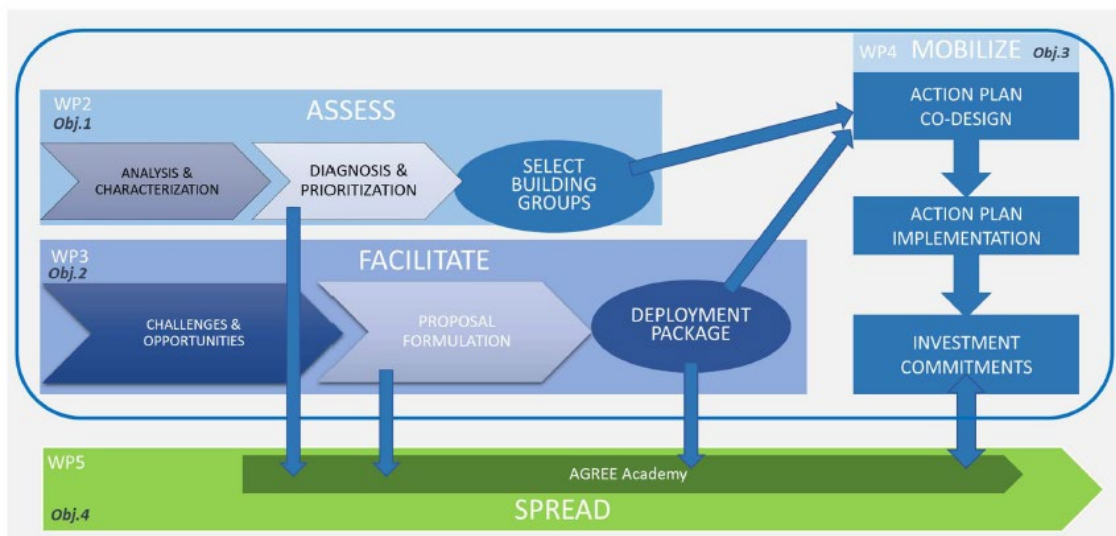 WP4 MOBILIZE Obj.3
WP2
Obj.1
ASSESS
ACTION PLAN
CO-DESIGN
ANALYSIS &
CHARACTERIZATION
DIAGNOSIS &
PRIORITIZATION
SELECT
BUILDING
GROUPS
ACTION PLAN
IMPLEMENTATION
WP3
Obj.2
FACILITATE
CHALLENGES &
OPPORTUNITIES
PROPOSAL
FORMULATION
DEPLOYMENT
PACKAGE
INVESTMENT
COMMITMENTS
WP5
AGREE Academy
Obj.4
SPREAD